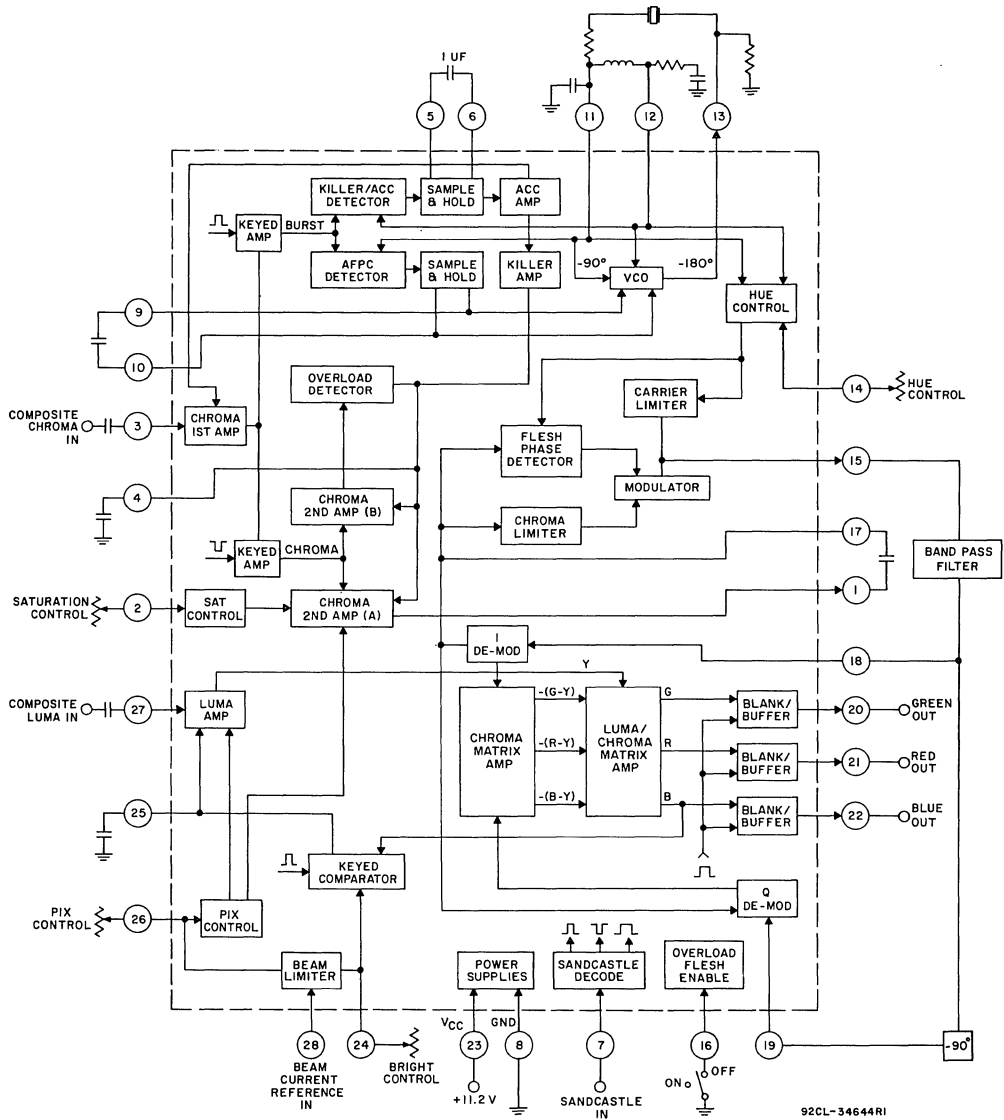 1 UF
5
6
11
12
13
KILLER/ACC
DETECTOR
SAMPLE
& HOLD
ACC
AMP
KEYED
AMP
BURST
AFPC
DETECTOR
SAMPLE
& HOLD
KILLER
AMP
-90°
VCO
-180°
HUE
CONTROL
9
10
OVERLOAD
DETECTOR
CARRIER
LIMITER
14
HUE
CONTROL
COMPOSITE
CHROMA
IN
3
CHROMA
1ST AMP
FLESH
PHASE
DETECTOR
15
MODULATOR
4
CHROMA
2ND AMP (B)
CHROMA
LIMITER
17
KEYED
AMP
CHROMA
BAND PASS
FILTER
SATURATION
CONTROL
2
SAT
CONTROL
CHROMA
2ND AMP (A)
1
I
DE-MOD
18
Y
COMPOSITE
LUMA IN
27
LUMA
AMP
CHROMA
MATRIX
AMP
-(G-Y)
-(R-Y)
-(B-Y)
LUMA/
CHROMA
MATRIX
AMP
G
R
B
BLANK/
BUFFER
20
GREEN
OUT
BLANK/
BUFFER
21
RED
OUT
BLANK/
BUFFER
22
BLUE
OUT
25
KEYED
COMPARATOR
PIX
CONTROL
26
PIX
CONTROL
Q
DE-MOD
BEAM
LIMITER
POWER
SUPPLIES
SANDCASTLE
DECODE
OVERLOAD
FLESH
ENABLE
VCC
GND
28
24
23
8
7
16
19
-90°
BEAM
CURRENT
REFERENCE
IN
BRIGHT
CONTROL
+11.2 V
SANDCASTLE
IN
ON
OFF
92CL-34644R1